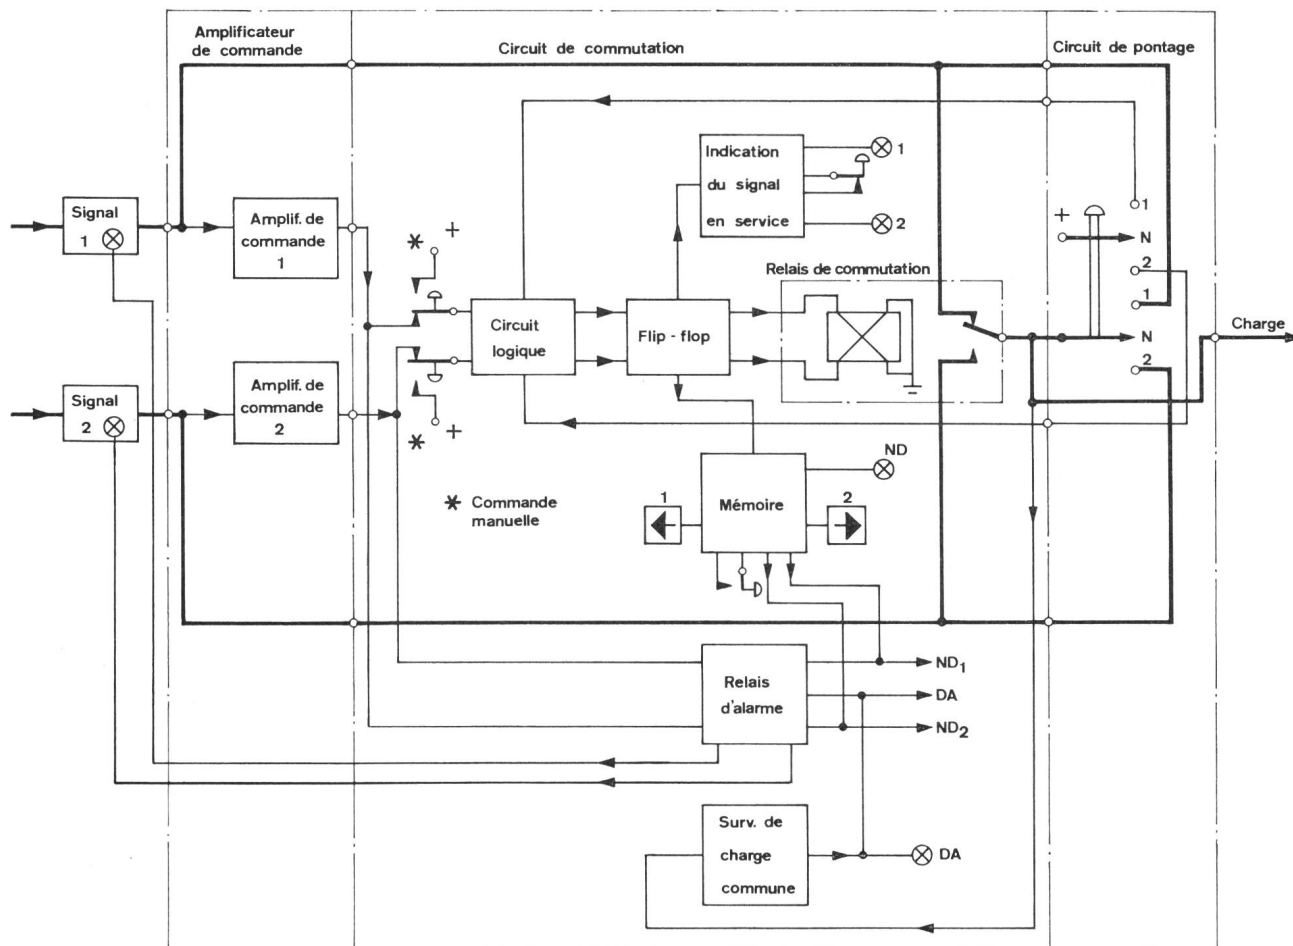 Amplificateur
de commande
Circuit de commutation
Circuit de pontage
Indication
du signal
en service
1
2
Signal
1
Amplif. de
commande
1
*
+
+
1
N
2
1
N
2
Relais de commutation
Circuit
logique
Flip - flop
Charge
Signal
2
Amplif. de
commande
2
*
+
ND
* Commande
manuelle
1
Mémoire
2
Relais
d'alarme
ND1
DA
ND2
Surv. de
charge
commune
DA